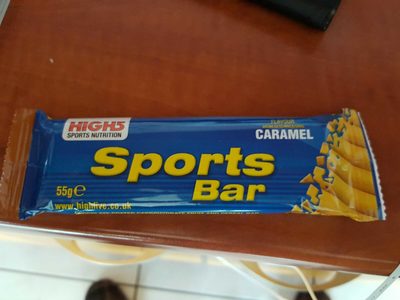 HIGH5
SPORTS NUTRITION
FLAVOUR
CARAMEL
Sports
Bar
55g e
www.highfive.co.uk